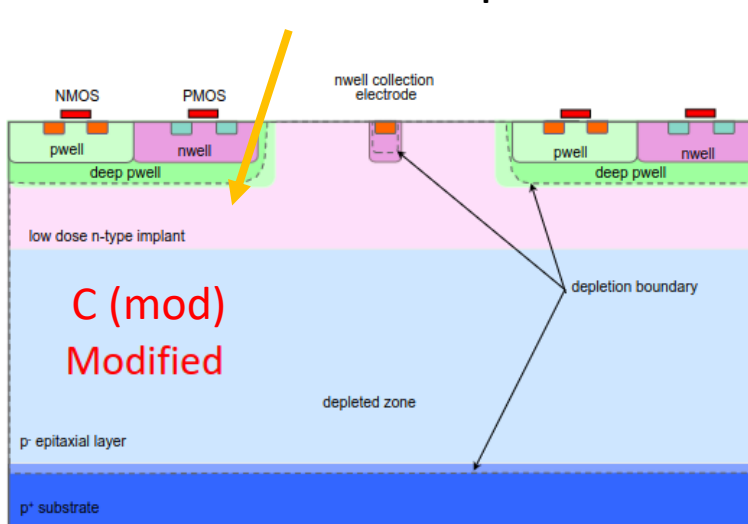 nwell collection
electrode
NMOS PMOS
pwell nwell pwell nwell
deep pwell deep pwell
low dose n-type implant
C (mod)
Modified
depletion boundary
depleted zone
p- epitaxial layer
p+ substrate